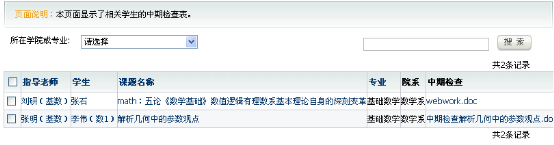 页面说明：本页面显示了相关学生的中期检查表。
所在学院或专业： 请选择 搜 索
共2条记录
指导老师 学生 课题名称 专业 院系 中期检查
刘明（基数） 张石 math：五论《数学基础》数值逻辑有理数系基本理论自身的深刻变革 基础数学 数学系 webwork.doc
张明（基数） 李伟（数1） 解析几何中的参数观点 基础数学 数学系 中期检查解析几何中的参数观点.do
共2条记录